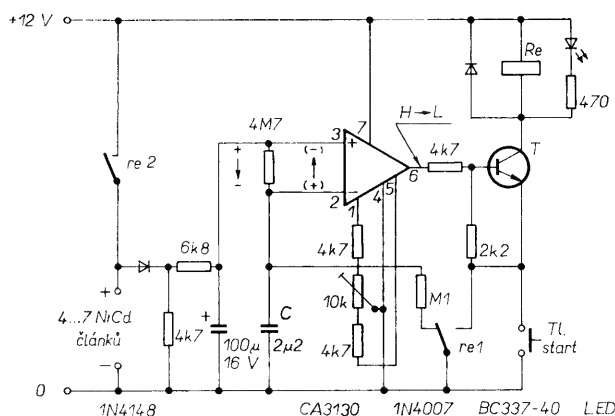 +12 V
Re
470
H→L
4M7
3
7
+
(−)
4k7
T
re 2
+
−
(+)
−
6
5
4
2
1
6k8
4k7
2k2
+
4...7 NiCd
článků
−
4k7
+
100μ
16 V
C
2μ2
10k
4k7
M1
re1
Tl.
start
0
1N4148
CA3130
1N4007
BC337-40
LED